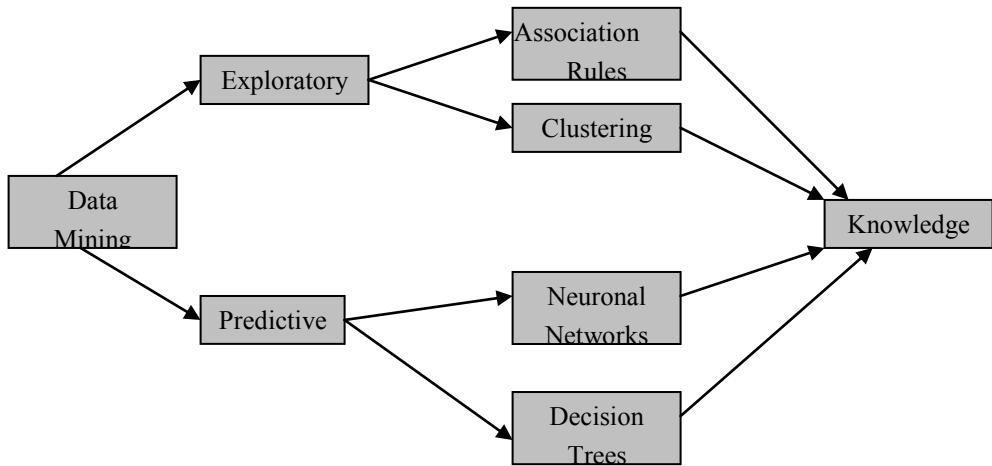 Association
Rules
Exploratory
Clustering
Data
Mining
Knowledge
Predictive
Neuronal
Networks
Decision
Trees